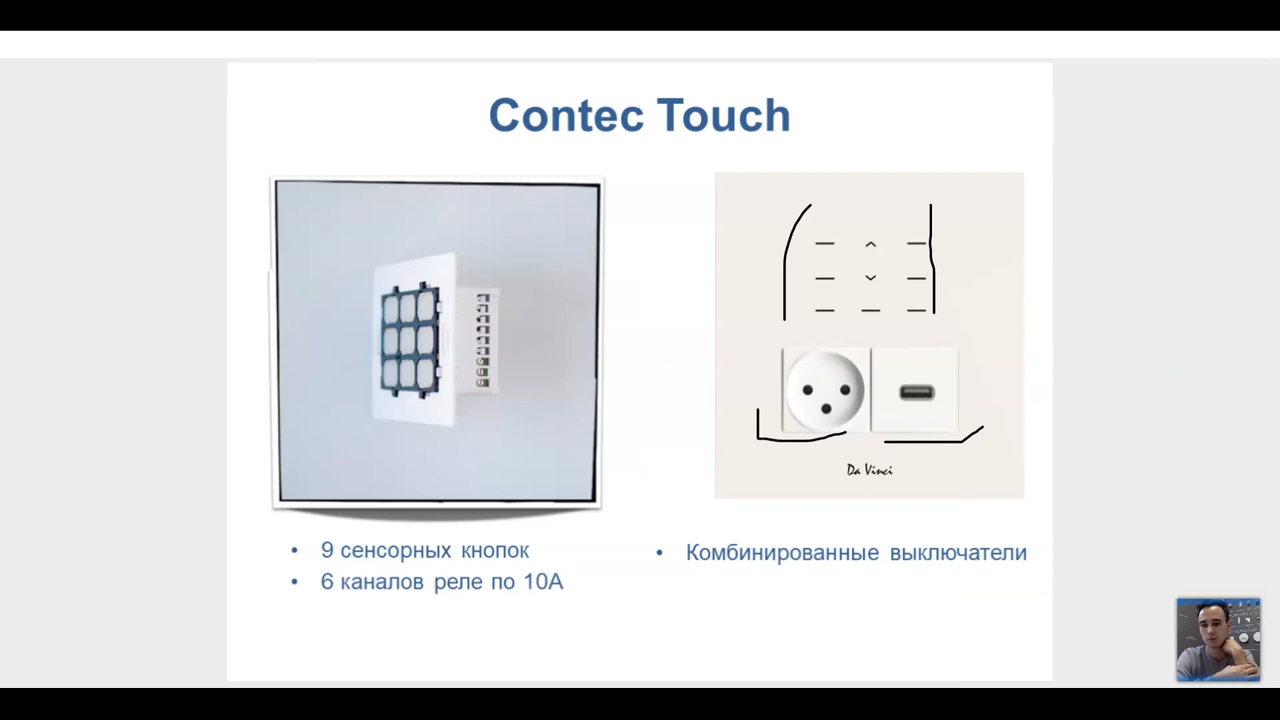 Contec Touch
Da Vinci
• 9 сенсорных кнопок
• 6 каналов реле по 10А
• Комбинированные выключатели